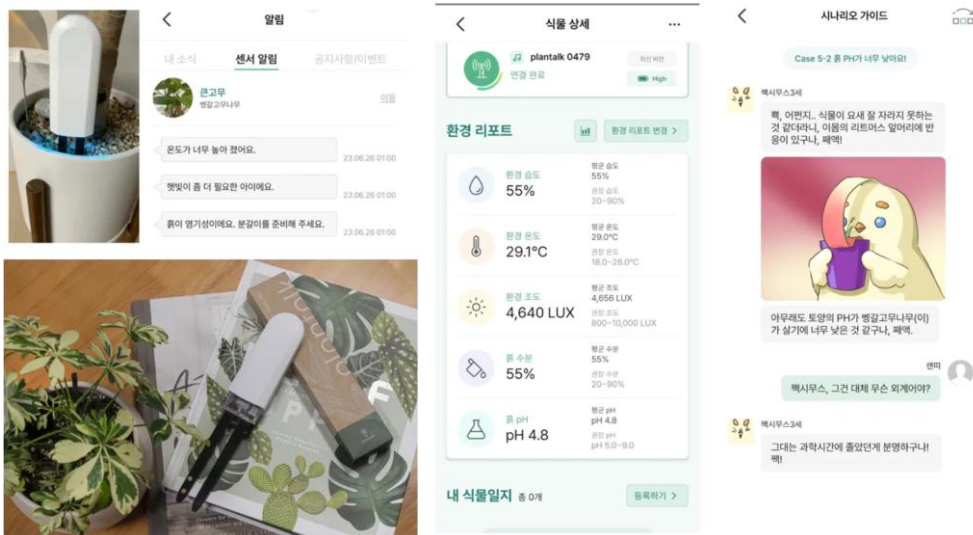 알림
내 소식
센서 알림
공지사항/이벤트
큰고무
벵갈고무나무
이동
온도가 너무 높아 졌어요.
23.06.26 01:00
햇빛이 좀 더 필요한 아이에요.
23.06.26 01:00
흙이 염기성이에요. 분갈이를 준비해 주세요.
23.06.26 01:00
식물 상세
plantalk 0479
최신 버전
연결 완료
High
환경 리포트
환경 리포트 변경 >
환경 습도
55%
평균 습도
55%
권장 습도
20~90%
환경 온도
29.1°C
평균 온도
29.0°C
권장 온도
18.0~28.0°C
환경 조도
4,640 LUX
평균 조도
4,656 LUX
권장 조도
800~10,000 LUX
흙 수분
55%
평균 수분
55%
권장 수분
20~90%
흙 pH
pH 4.8
평균 pH
pH 4.8
권장 pH
pH 5.0~9.0
내 식물일지 총 0개
등록하기 >
시나리오 가이드
Case 5-2 흙 PH가 너무 낮아요!
짹시무스3세
쩍, 어쩐지.. 식물이 요새 잘 자라지 못하는
것 같더라니, 이몸의 리트머스 앞머리에 반
응이 있구나, 째액!
아무래도 토양의 PH가 벵갈고무나무(이)
가 살기에 너무 낮은 것 같구나, 째액.
앤띠
짹시무스, 그건 대체 무슨 외계어야?
짹시무스3세
그대는 과학시간에 졸았던게 분명하구나!
짹!